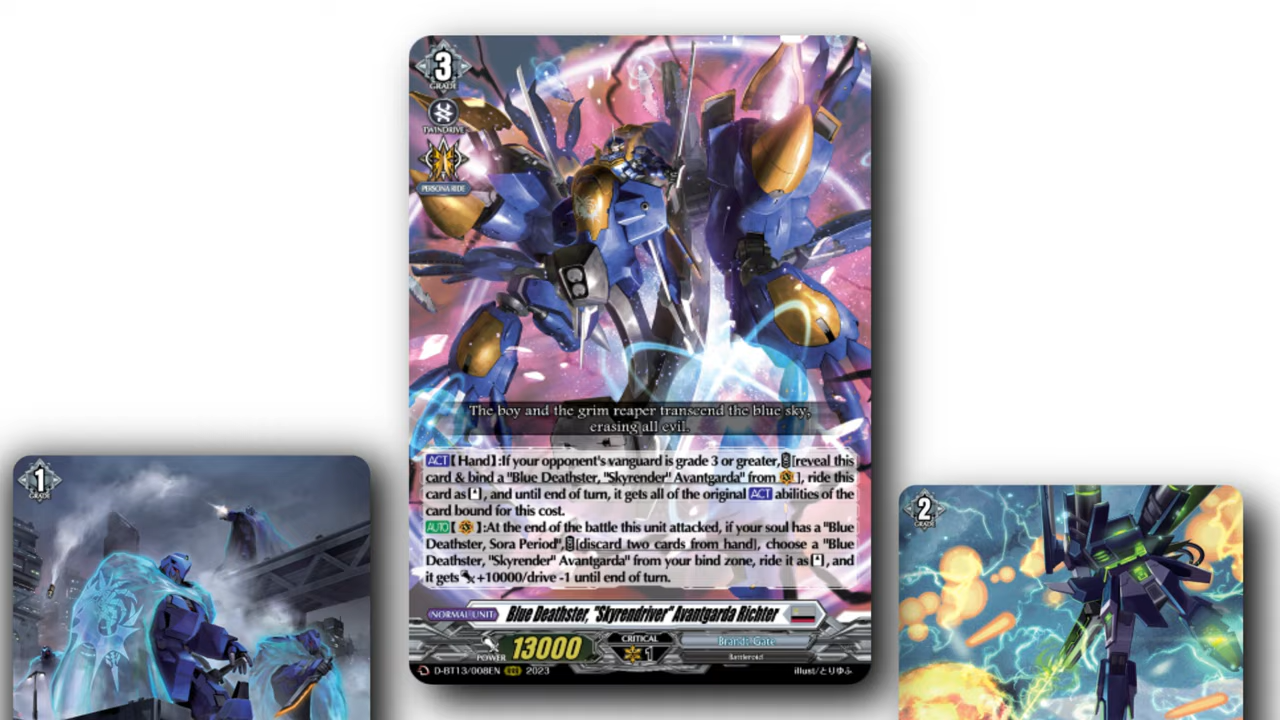 3
GRADE
TWINDRIVE
1
PERSONA RIDE
The boy and the grim reaper transcend the blue sky,
erasing all evil.
ACT【Hand】:If your opponent's vanguard is grade 3 or greater, [reveal this
card & bind a "Blue Deathster, "Skyrender" Avantgarda" from ], ride this
card as [ ], and until end of turn, it gets all of the original ACT abilities of the
card bound for this cost.
AUTO【 】:At the end of the battle this unit attacked, if your soul has a "Blue
Deathster, Sora Period", [discard two cards from hand], choose a "Blue
Deathster, "Skyrender" Avantgarda" from your bind zone, ride it as [ ], and
it gets +10000/drive -1 until end of turn.
NORMAL UNIT Blue Deathster, "Skyrendriver" Avantgarda Richter
POWER 13000 CRITICAL 1 Brandt Gate
Battleroid
D-BT13/008EN RRR 2023 illust/とりゆふ
1
GRADE
2
GRADE